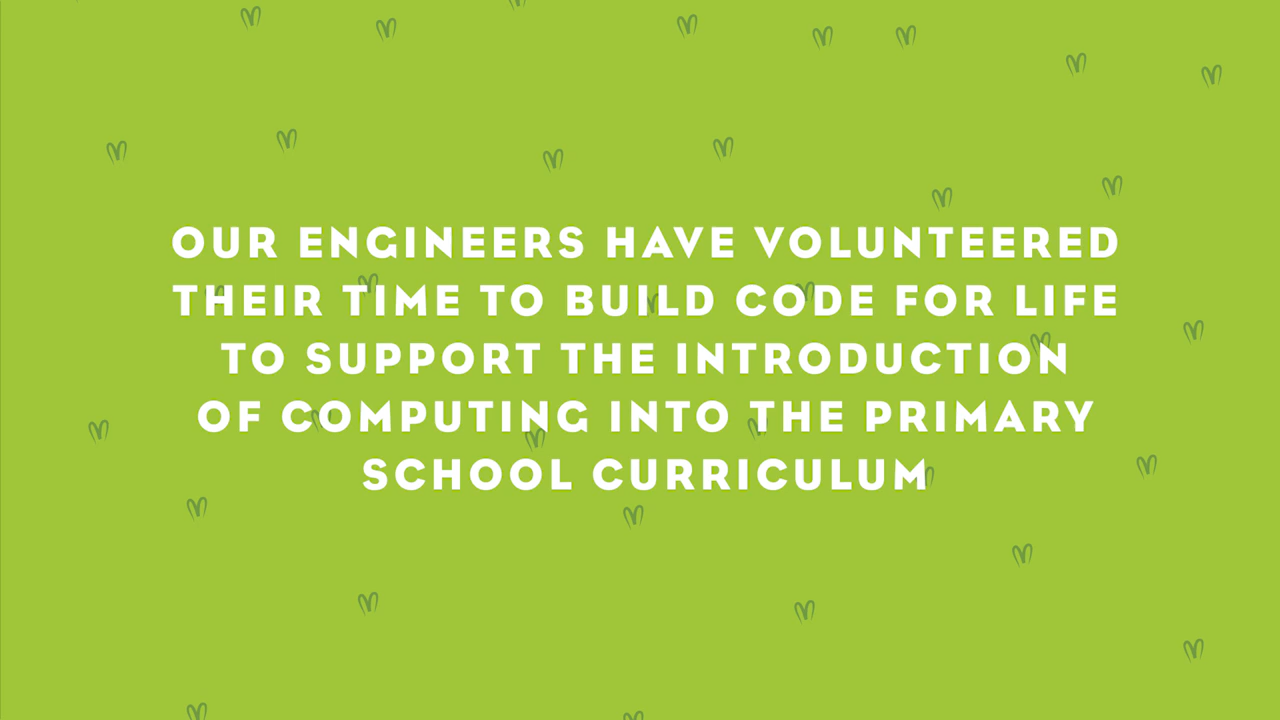 OUR ENGINEERS HAVE VOLUNTEERED
THEIR TIME TO BUILD CODE FOR LIFE
TO SUPPORT THE INTRODUCTION
OF COMPUTING INTO THE PRIMARY
SCHOOL CURRICULUM